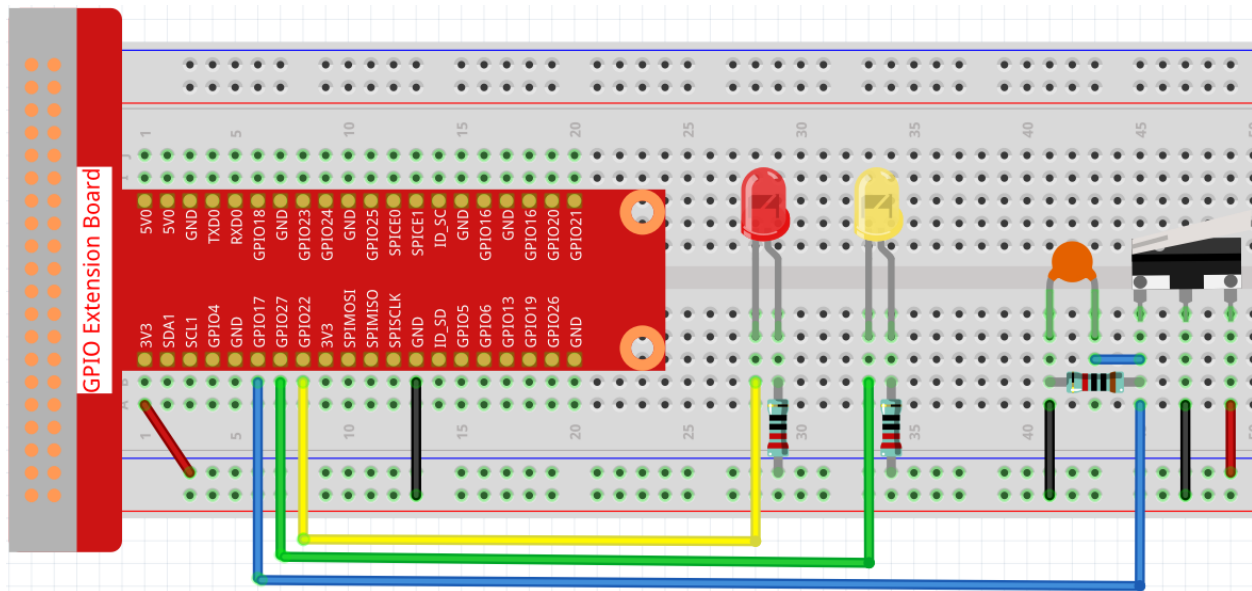 1 5 10 15 20 25 30 35 40 45
J
I
5V0
5V0
GND
TXD0
RXD0
GPIO18
GND
GPIO23
GPIO24
GND
GPIO25
SPICE0
SPICE1
ID_SC
GND
GPIO16
GND
GPIO16
GPIO20
GPIO21
GPIO Extension Board
3V3
SDA1
SCL1
GPIO4
GND
GPIO17
GPIO27
GPIO22
3V3
SPIMOSI
SPIMISO
SPISCLK
GND
ID_SD
GPIO5
GPIO6
GPIO13
GPIO19
GPIO26
GND
B
A
1 5 10 15 20 25 30 35 40 45